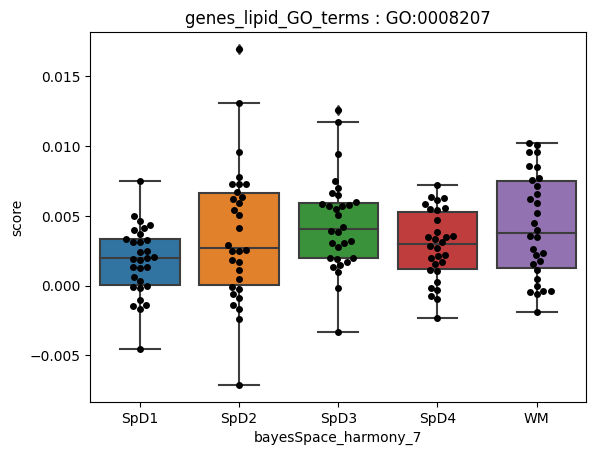 genes_lipid_GO_terms : GO:0008207
score
0.015
0.010
0.005
0.000
−0.005
SpD1 SpD2 SpD3 SpD4 WM
bayesSpace_harmony_7